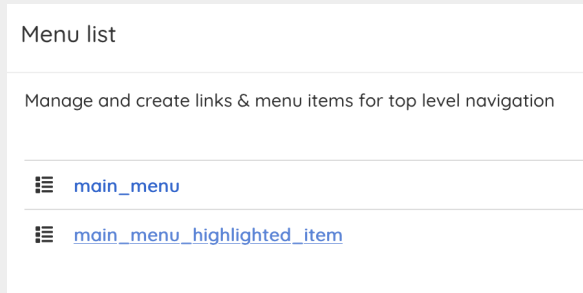 Menu list
Manage and create links & menu items for top level navigation
main_menu
main_menu_highlighted_item